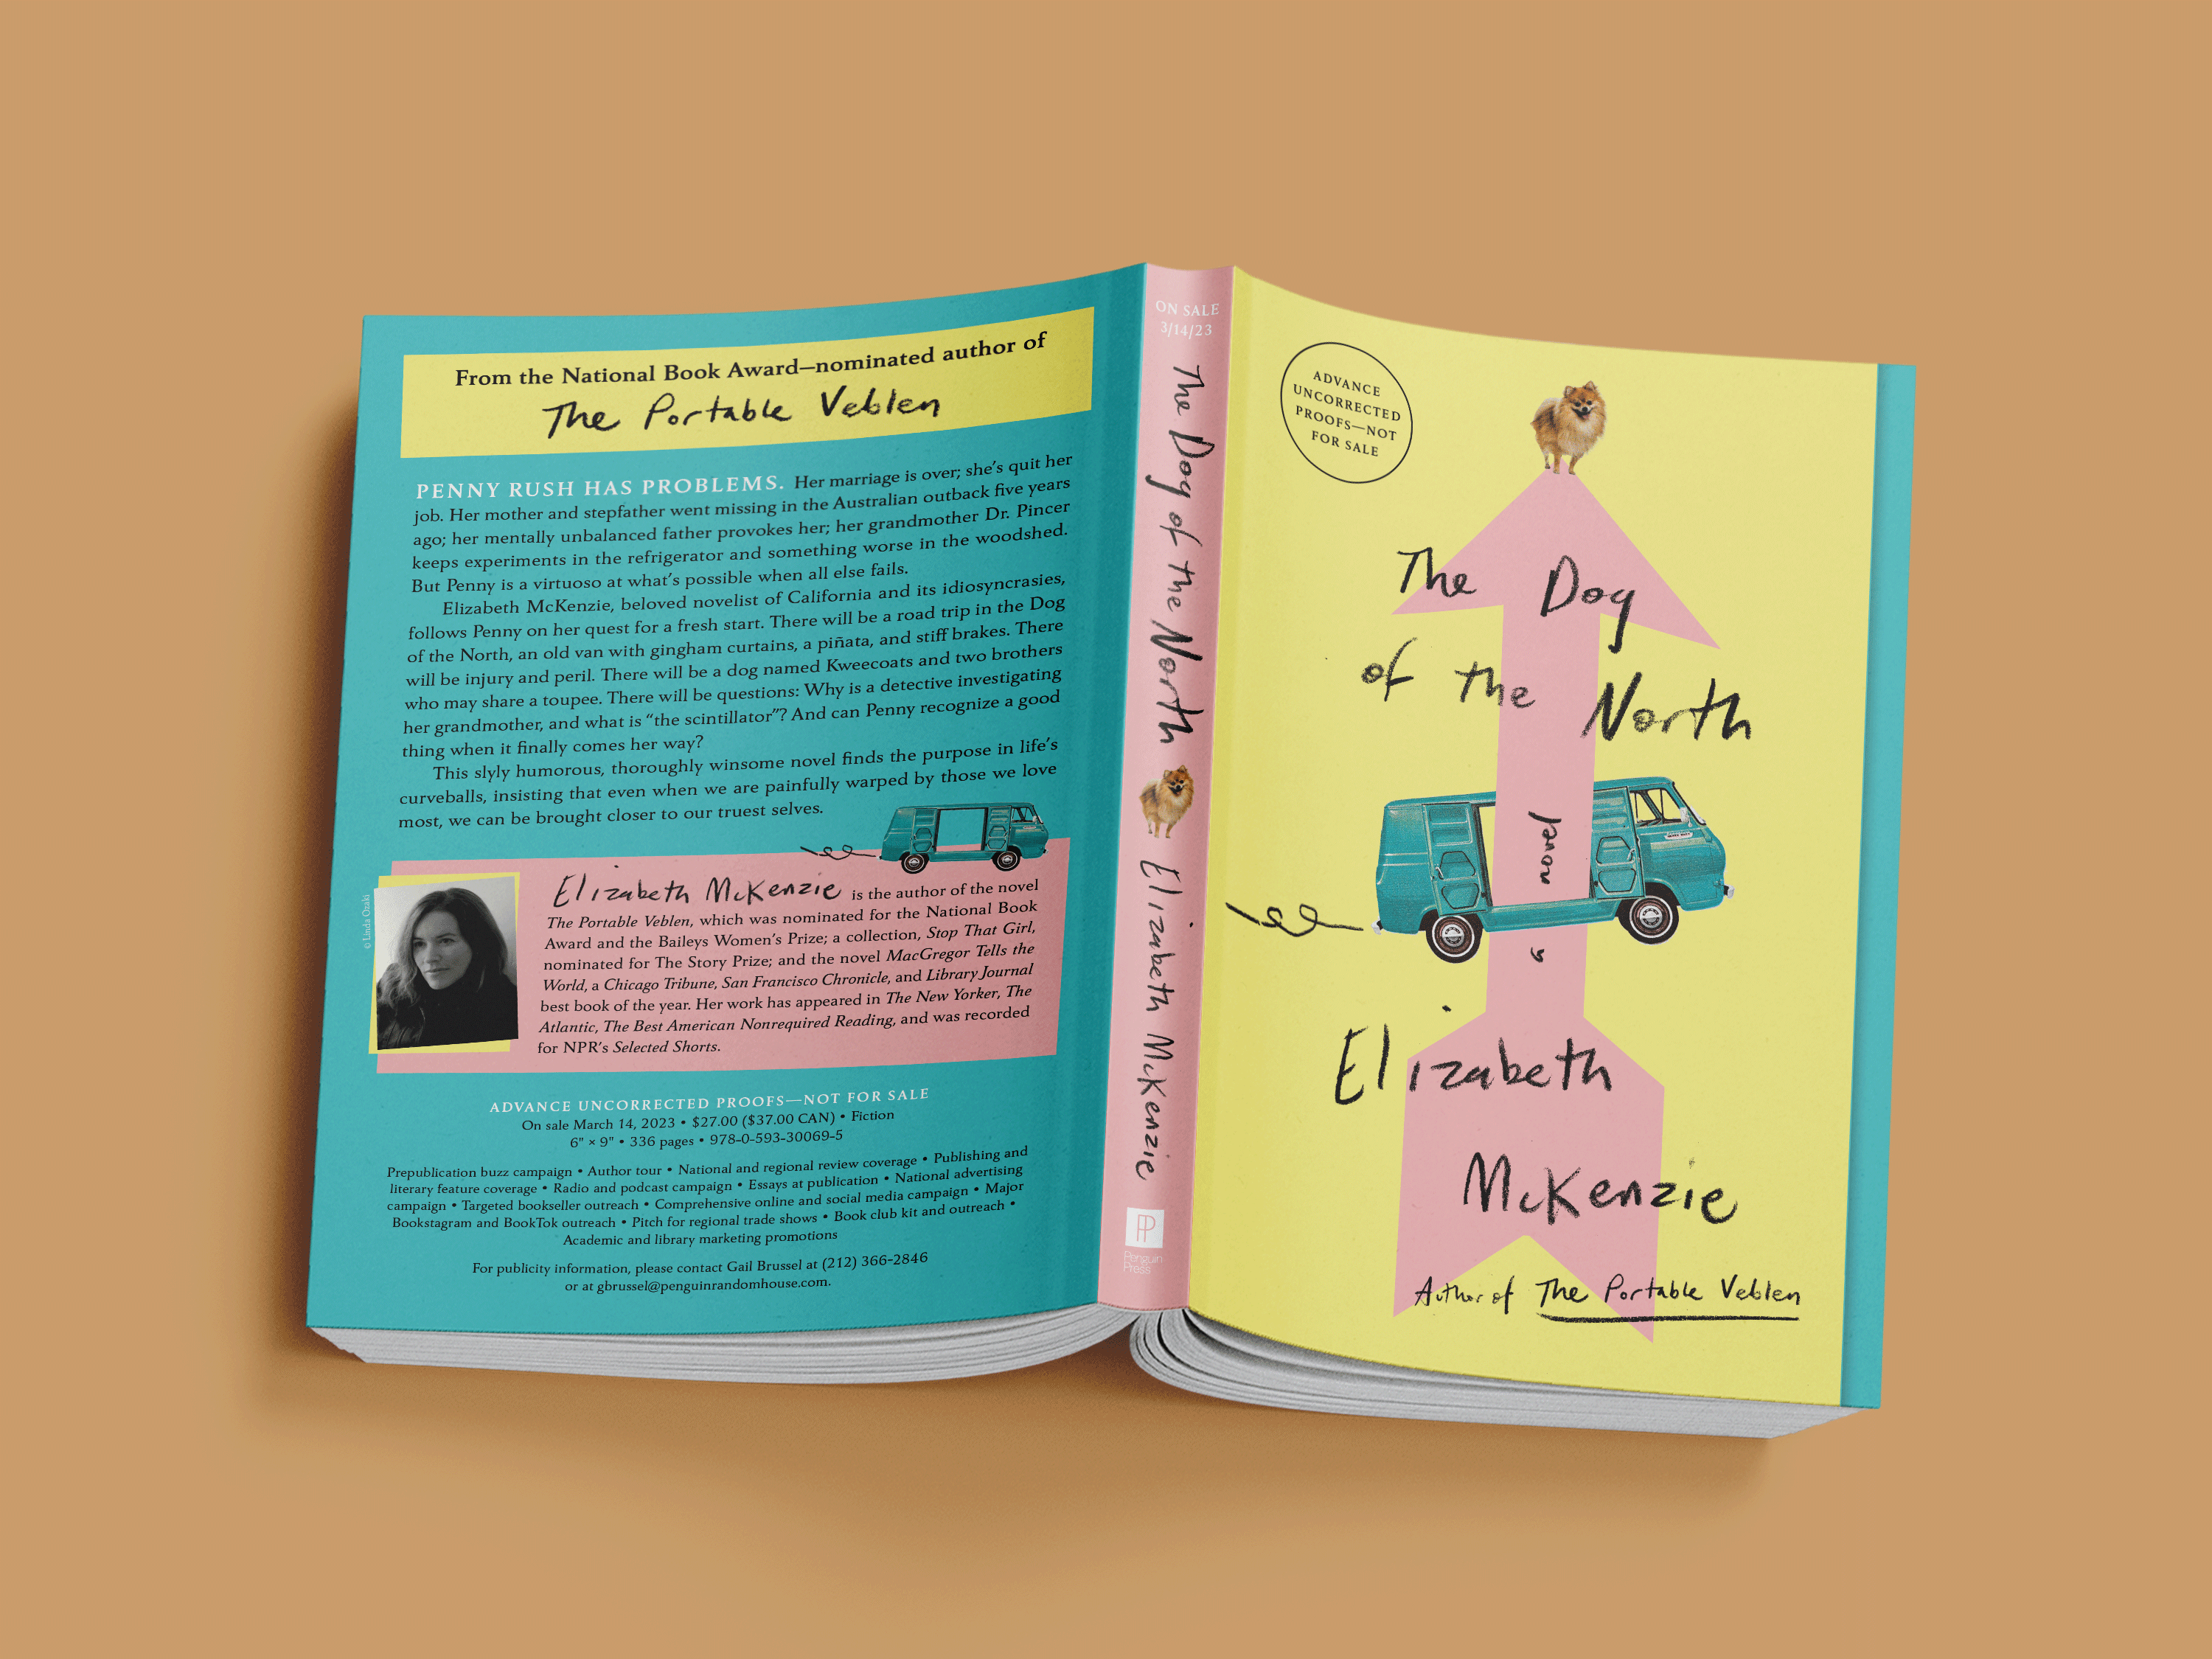 From the National Book Award—nominated author of
The Portable Veblen
PENNY RUSH HAS PROBLEMS. Her marriage is over; she's quit her
job. Her mother and stepfather went missing in the Australian outback five years
ago; her mentally unbalanced father provokes her; her grandmother Dr. Pincer
keeps experiments in the refrigerator and something worse in the woodshed.
But Penny is a virtuoso at what's possible when all else fails.
Elizabeth McKenzie, beloved novelist of California and its idiosyncrasies,
follows Penny on her quest for a fresh start. There will be a road trip in the Dog
of the North, an old van with gingham curtains, a piñata, and stiff brakes. There
will be injury and peril. There will be a dog named Kweecoats and two brothers
who may share a toupee. There will be questions: Why is a detective investigating
her grandmother, and what is “the scintillator”? And can Penny recognize a good
thing when it finally comes her way?
This slyly humorous, thoroughly winsome novel finds the purpose in life's
curveballs, insisting that even when we are painfully warped by those we love
most, we can be brought closer to our truest selves.
© Linda Ozaki
Elizabeth McKenzie is the author of the novel
The Portable Veblen, which was nominated for the National Book
Award and the Baileys Women's Prize; a collection, Stop That Girl,
nominated for The Story Prize; and the novel MacGregor Tells the
World, a Chicago Tribune, San Francisco Chronicle, and Library Journal
best book of the year. Her work has appeared in The New Yorker, The
Atlantic, The Best American Nonrequired Reading, and was recorded
for NPR's Selected Shorts.
ADVANCE UNCORRECTED PROOFS—NOT FOR SALE
On sale March 14, 2023 • $27.00 ($37.00 CAN) • Fiction
6" × 9" • 336 pages • 978-0-593-30069-5
Prepublication buzz campaign • Author tour • National and regional review coverage • Publishing and
literary feature coverage • Radio and podcast campaign • Essays at publication • National advertising
campaign • Targeted bookseller outreach • Comprehensive online and social media campaign • Major
Bookstagram and BookTok outreach • Pitch for regional trade shows • Book club kit and outreach •
Academic and library marketing promotions
For publicity information, please contact Gail Brussel at (212) 366-2846
or at gbrussel@penguinrandomhouse.com.
ON SALE
3/14/23
The Dog of the North
Elizabeth McKenzie
Penguin
Press
ADVANCE
UNCORRECTED
PROOFS—NOT
FOR SALE
The Dog
of the North
a novel
Elizabeth
McKenzie
Author of The Portable Veblen